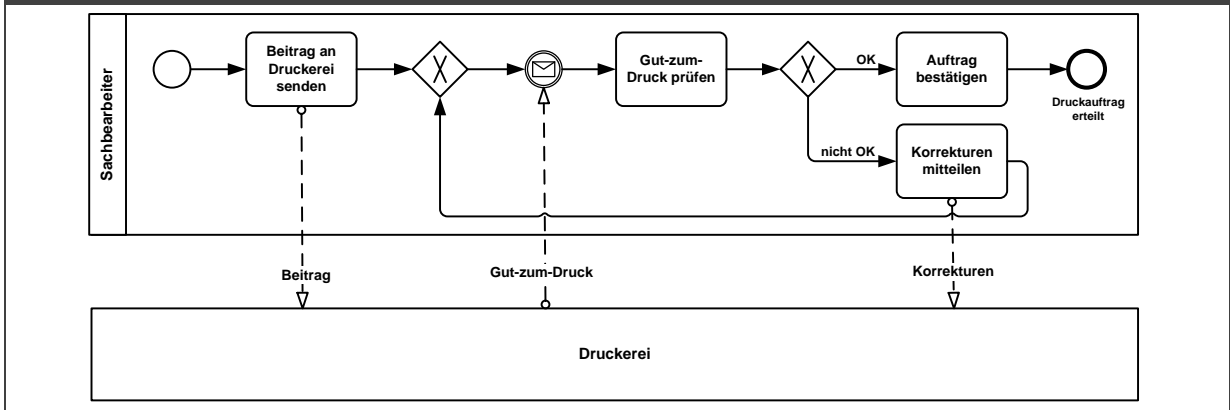 Sachbearbeiter
Beitrag an
Druckerei
senden
Gut-zum-
Druck prüfen
OK
Auftrag
bestätigen
Druckauftrag
erteilt
nicht OK
Korrekturen
mitteilen
Beitrag
Gut-zum-Druck
Korrekturen
Druckerei